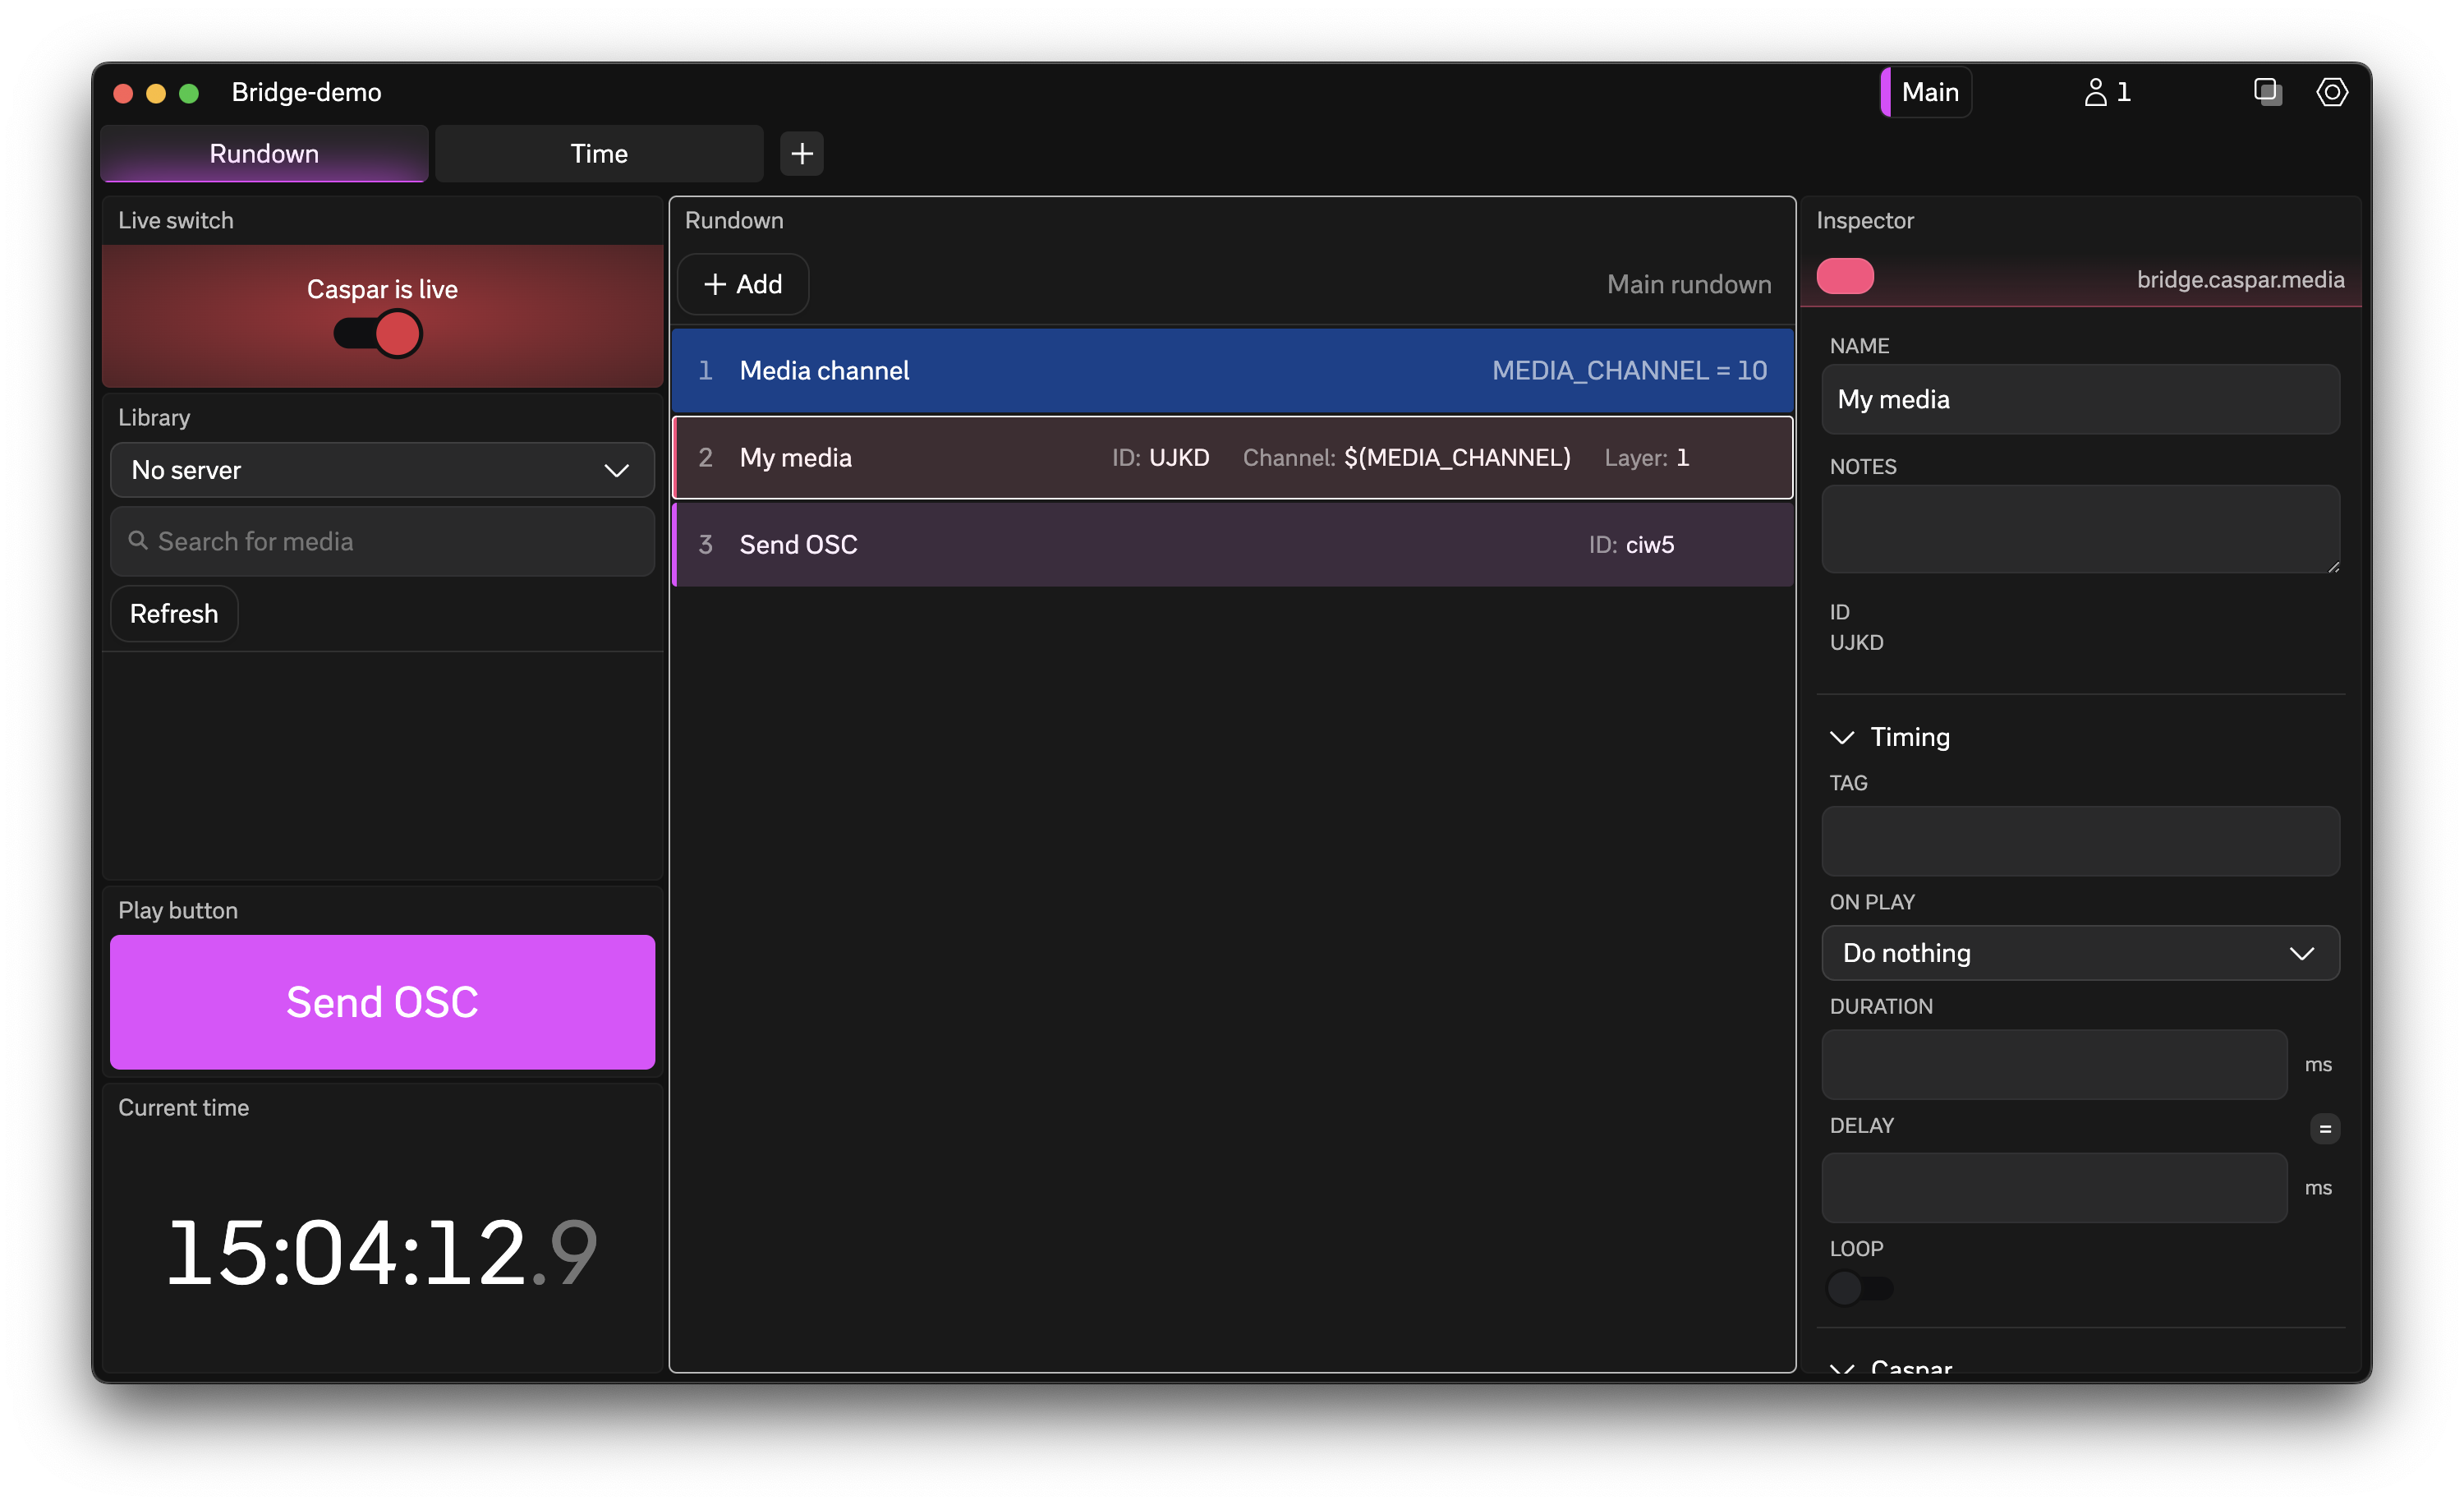 Bridge-demo
Main
1
Rundown
Time
Live switch
Caspar is live
Library
No server
Search for media
Refresh
Play button
Send OSC
Current time
15:04:12.9
Rundown
Add
Main rundown
1 Media channel MEDIA_CHANNEL = 10
2 My media ID: UJKD Channel: $(MEDIA_CHANNEL) Layer: 1
3 Send OSC ID: ciw5
Inspector
bridge.caspar.media
NAME
My media
NOTES
ID
UJKD
Timing
TAG
ON PLAY
Do nothing
DURATION
ms
DELAY
=
ms
LOOP
Caspar